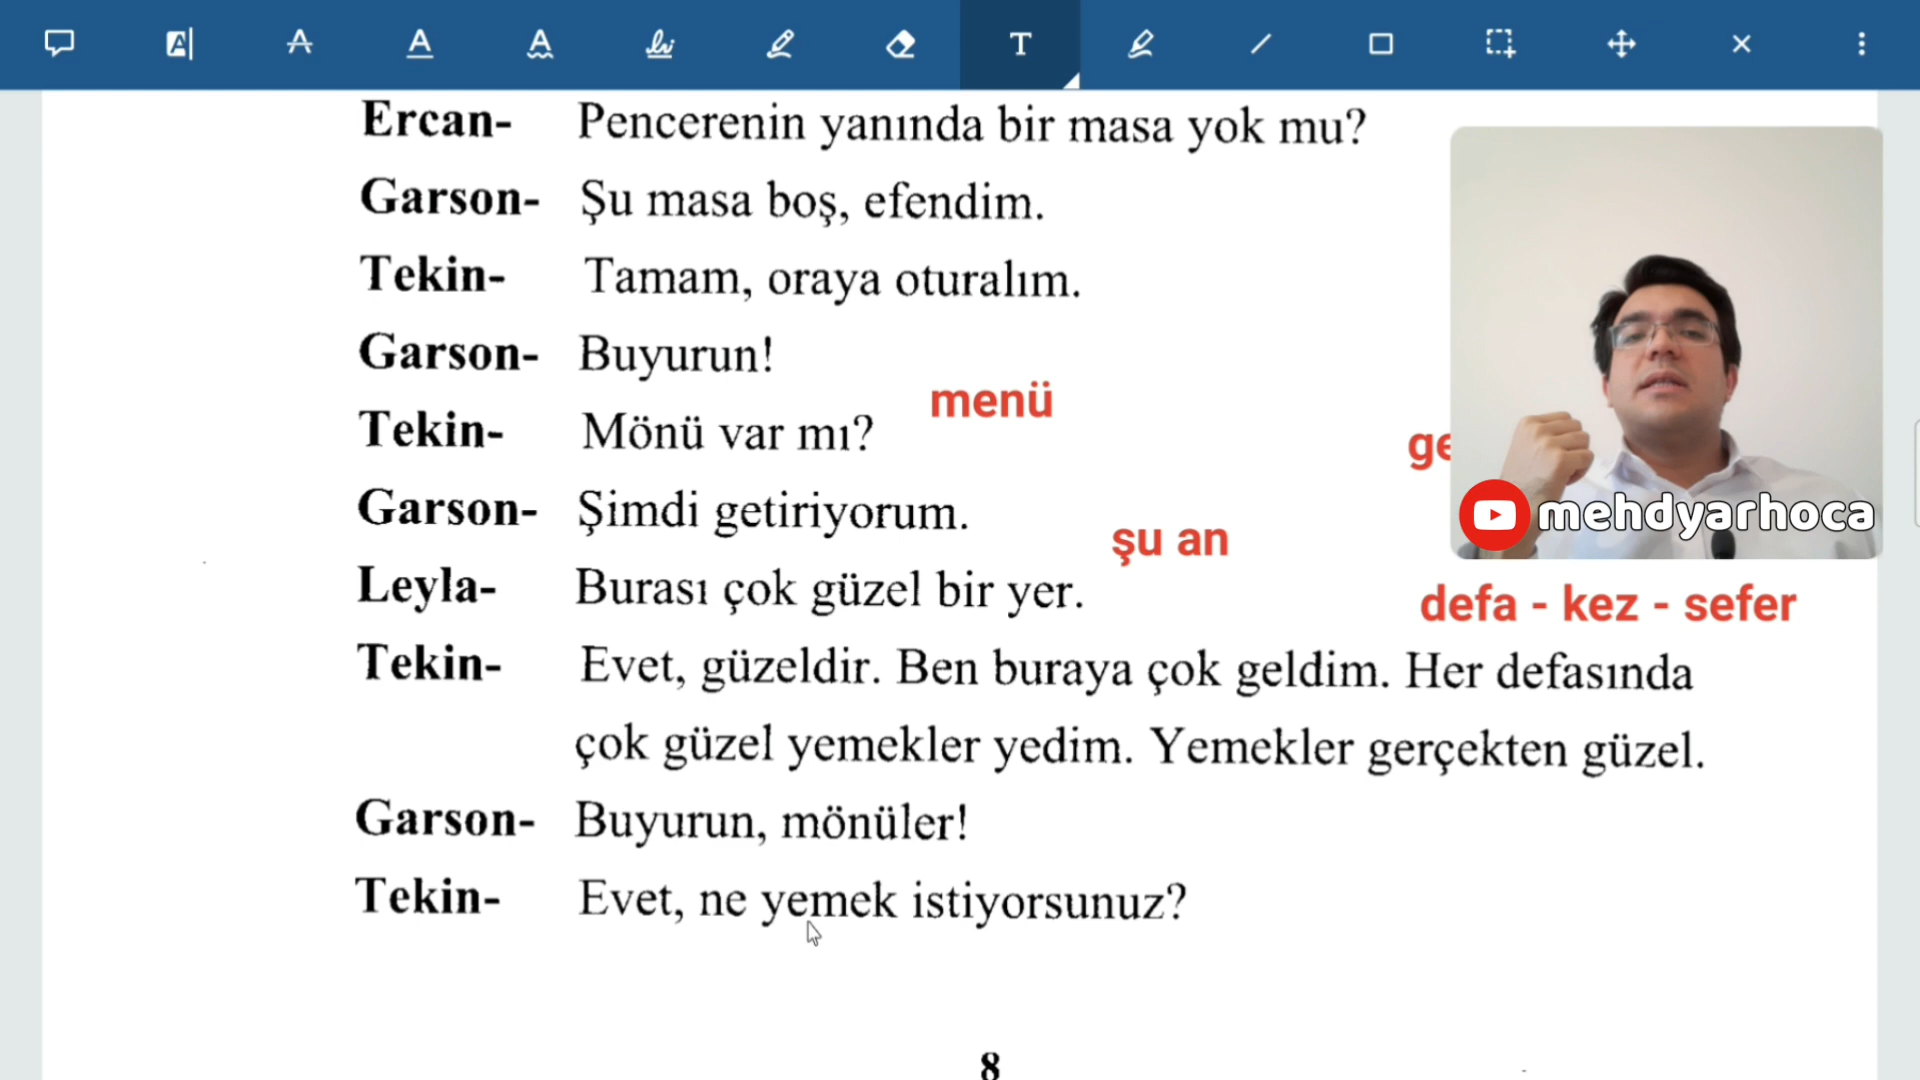 Ercan- Pencerenin yanında bir masa yok mu?
Garson- Şu masa boş, efendim.
Tekin- Tamam, oraya oturalım.
Garson- Buyurun!
menü
Tekin- Mönü var mı?
ge
Garson- Şimdi getiriyorum.
mehdyarhoca
şu an
Leyla- Burası çok güzel bir yer.
defa - kez - sefer
Tekin- Evet, güzeldir. Ben buraya çok geldim. Her defasında
çok güzel yemekler yedim. Yemekler gerçekten güzel.
Garson- Buyurun, mönüler!
Tekin- Evet, ne yemek istiyorsunuz?
8